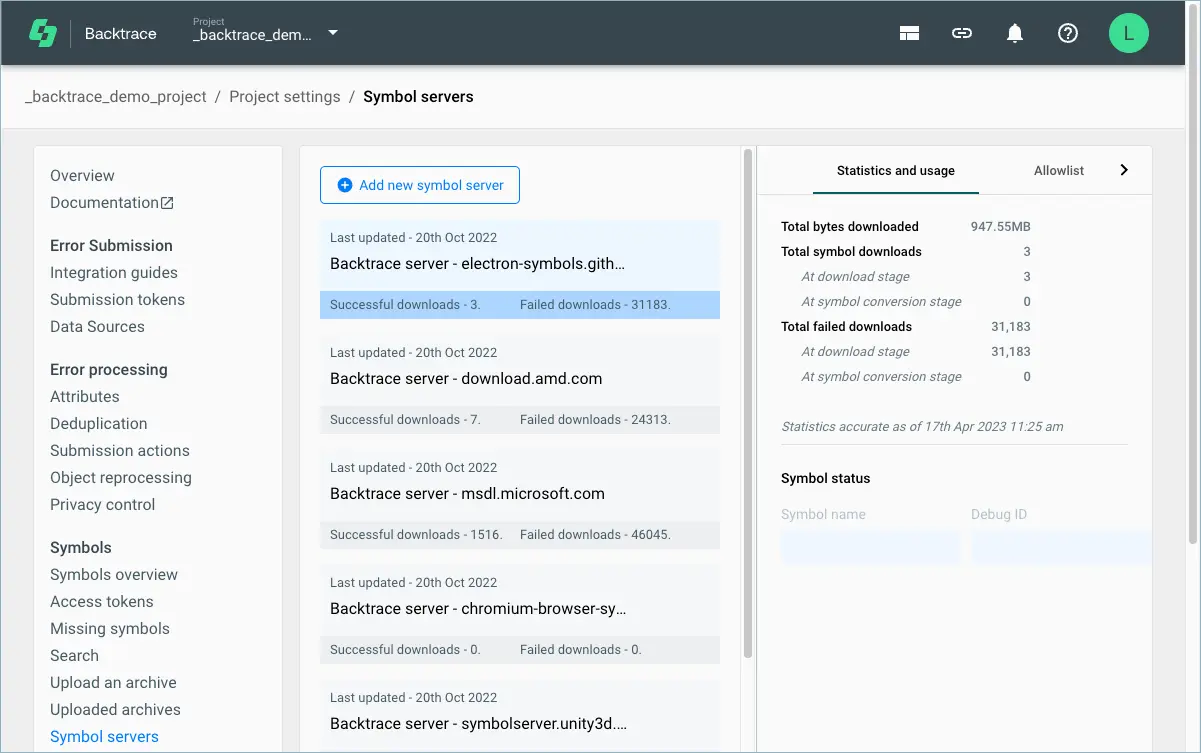 Backtrace
Project
_backtrace_dem...
L
_backtrace_demo_project / Project settings / Symbol servers
Overview
Documentation
Error Submission
Integration guides
Submission tokens
Data Sources
Error processing
Attributes
Deduplication
Submission actions
Object reprocessing
Privacy control
Symbols
Symbols overview
Access tokens
Missing symbols
Search
Upload an archive
Uploaded archives
Symbol servers
Add new symbol server
Last updated - 20th Oct 2022
Backtrace server - electron-symbols.gith...
Successful downloads - 3. Failed downloads - 31183.
Last updated - 20th Oct 2022
Backtrace server - download.amd.com
Successful downloads - 7. Failed downloads - 24313.
Last updated - 20th Oct 2022
Backtrace server - msdl.microsoft.com
Successful downloads - 1516. Failed downloads - 46045.
Last updated - 20th Oct 2022
Backtrace server - chromium-browser-sy...
Successful downloads - 0. Failed downloads - 0.
Last updated - 20th Oct 2022
Backtrace server - symbolserver.unity3d....
Statistics and usage Allowlist
Total bytes downloaded 947.55MB
Total symbol downloads 3
At download stage 3
At symbol conversion stage 0
Total failed downloads 31,183
At download stage 31,183
At symbol conversion stage 0
Statistics accurate as of 17th Apr 2023 11:25 am
Symbol status
Symbol name Debug ID